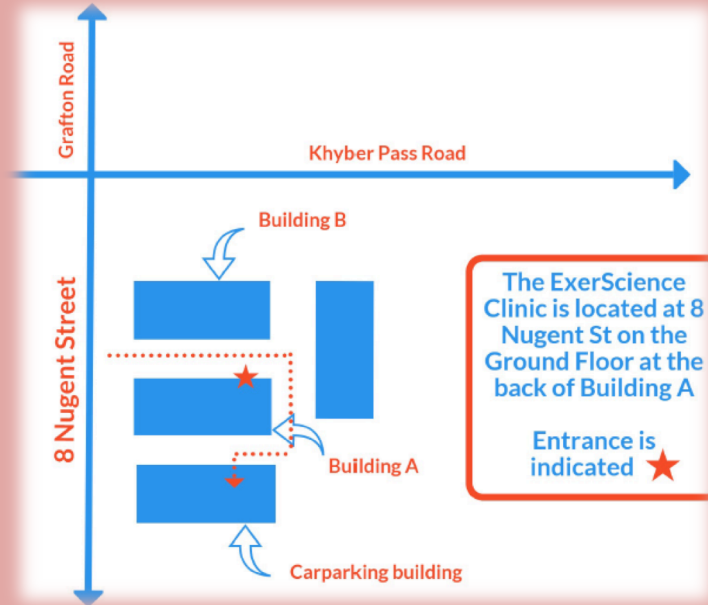 Grafton Road
Khyber Pass Road
Building B
8 Nugent Street
Building A
Carparking building
The ExerScience
Clinic is located at 8
Nugent St on the
Ground Floor at the
back of Building A
Entrance is
indicated